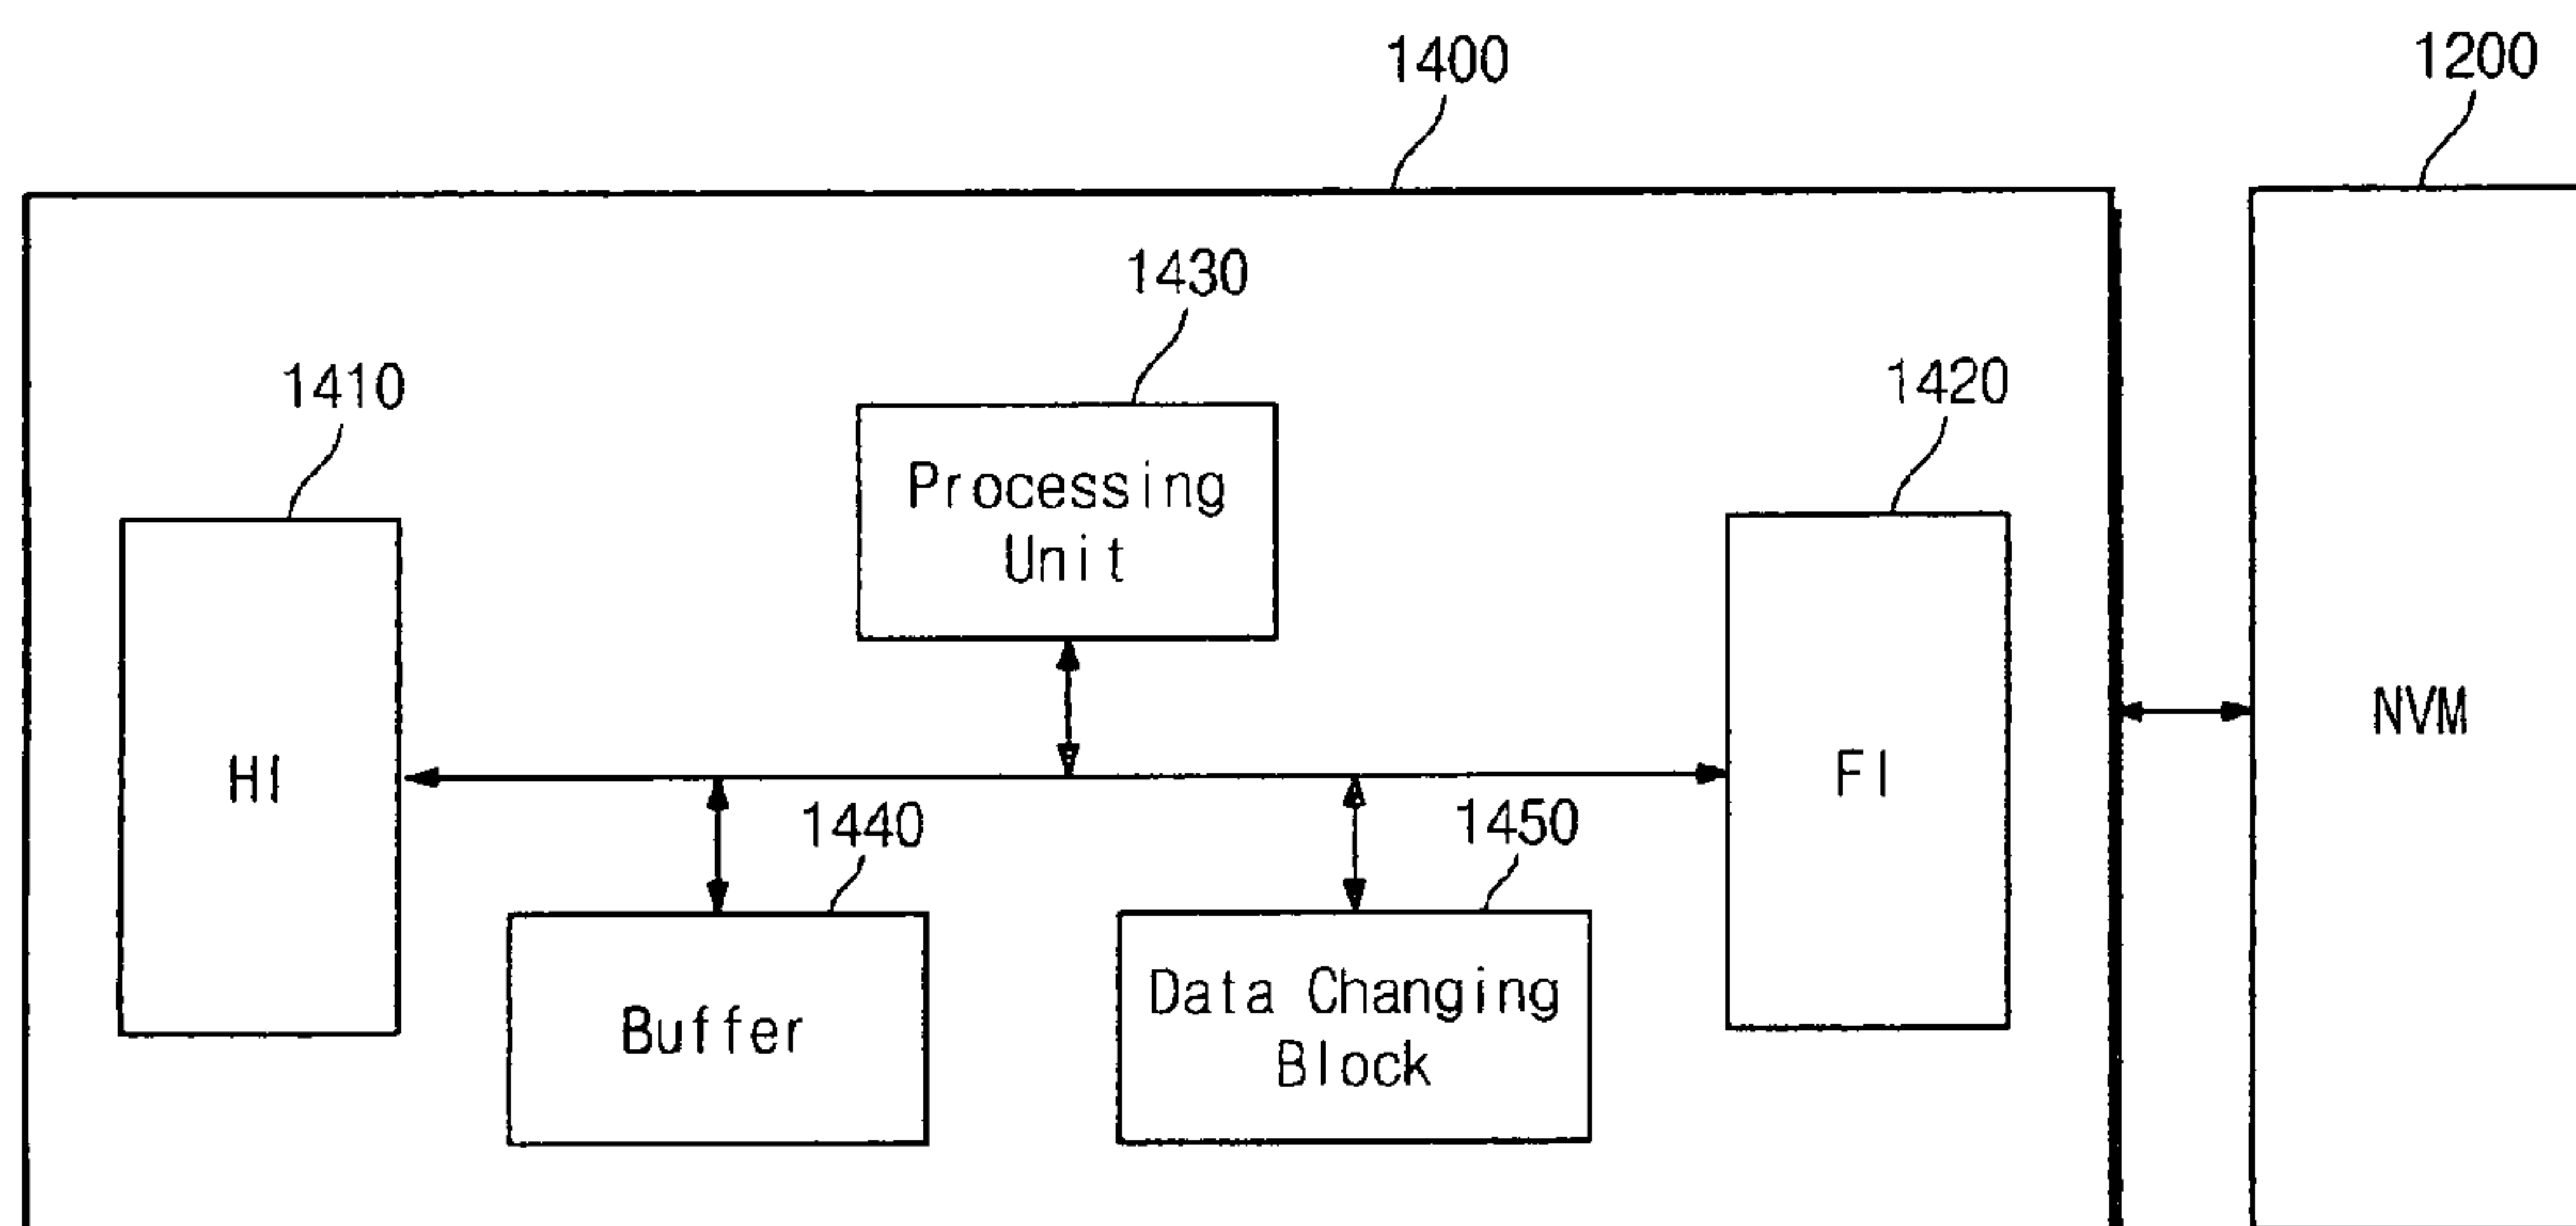 1400
1200
1430
1410
1420
Processing
Unit
NVM
HI
FI
1440
1450
Buffer
Data Changing
Block